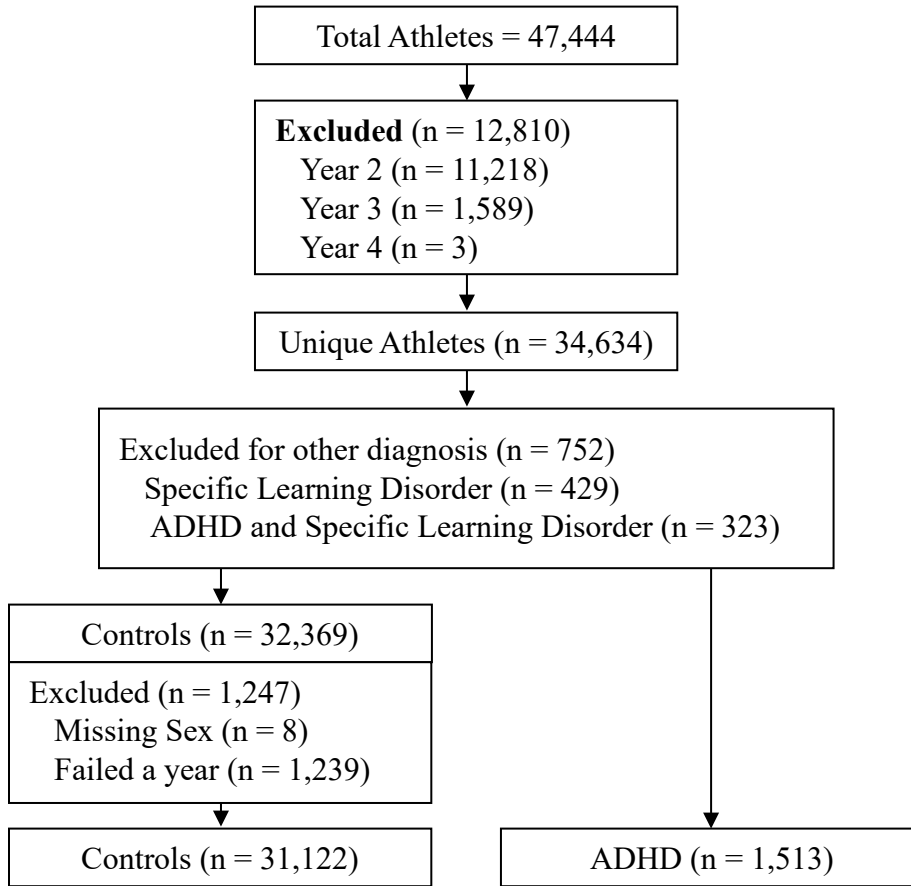 Total Athletes = 47,444
Excluded (n = 12,810)
Year 2 (n = 11,218)
Year 3 (n = 1,589)
Year 4 (n = 3)
Unique Athletes (n = 34,634)
Excluded for other diagnosis (n = 752)
Specific Learning Disorder (n = 429)
ADHD and Specific Learning Disorder (n = 323)
Controls (n = 32,369)
Excluded (n = 1,247)
Missing Sex (n = 8)
Failed a year (n = 1,239)
Controls (n = 31,122)
ADHD (n = 1,513)